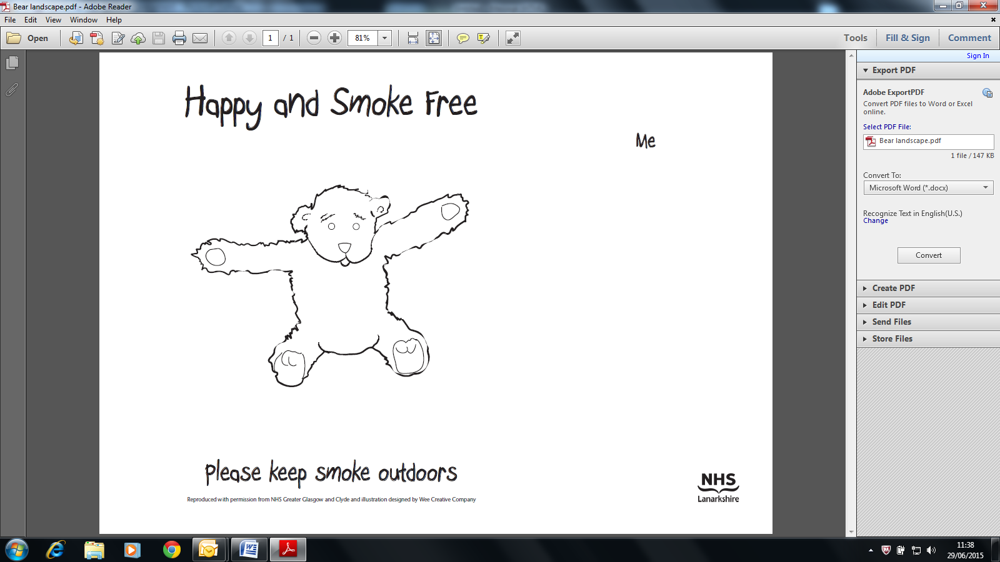 Bear landscape.pdf - Adobe Reader
File Edit View Window Help
Open 1 / 1 81% Tools Fill & Sign Comment
Sign In
Export PDF
Adobe ExportPDF
Convert PDF files to Word or Excel
online.
Select PDF File:
Bear landscape.pdf
1 file / 147 KB
Convert To:
Microsoft Word (*.docx)
Recognize Text in English(U.S.)
Change
Convert
Create PDF
Edit PDF
Send Files
Store Files
Happy and Smoke Free
Me
Please keep smoke outdoors
Reproduced with permission from NHS Greater Glasgow and Clyde and illustration designed by Wee Creative Company
NHS
Lanarkshire
11:38
29/06/2015